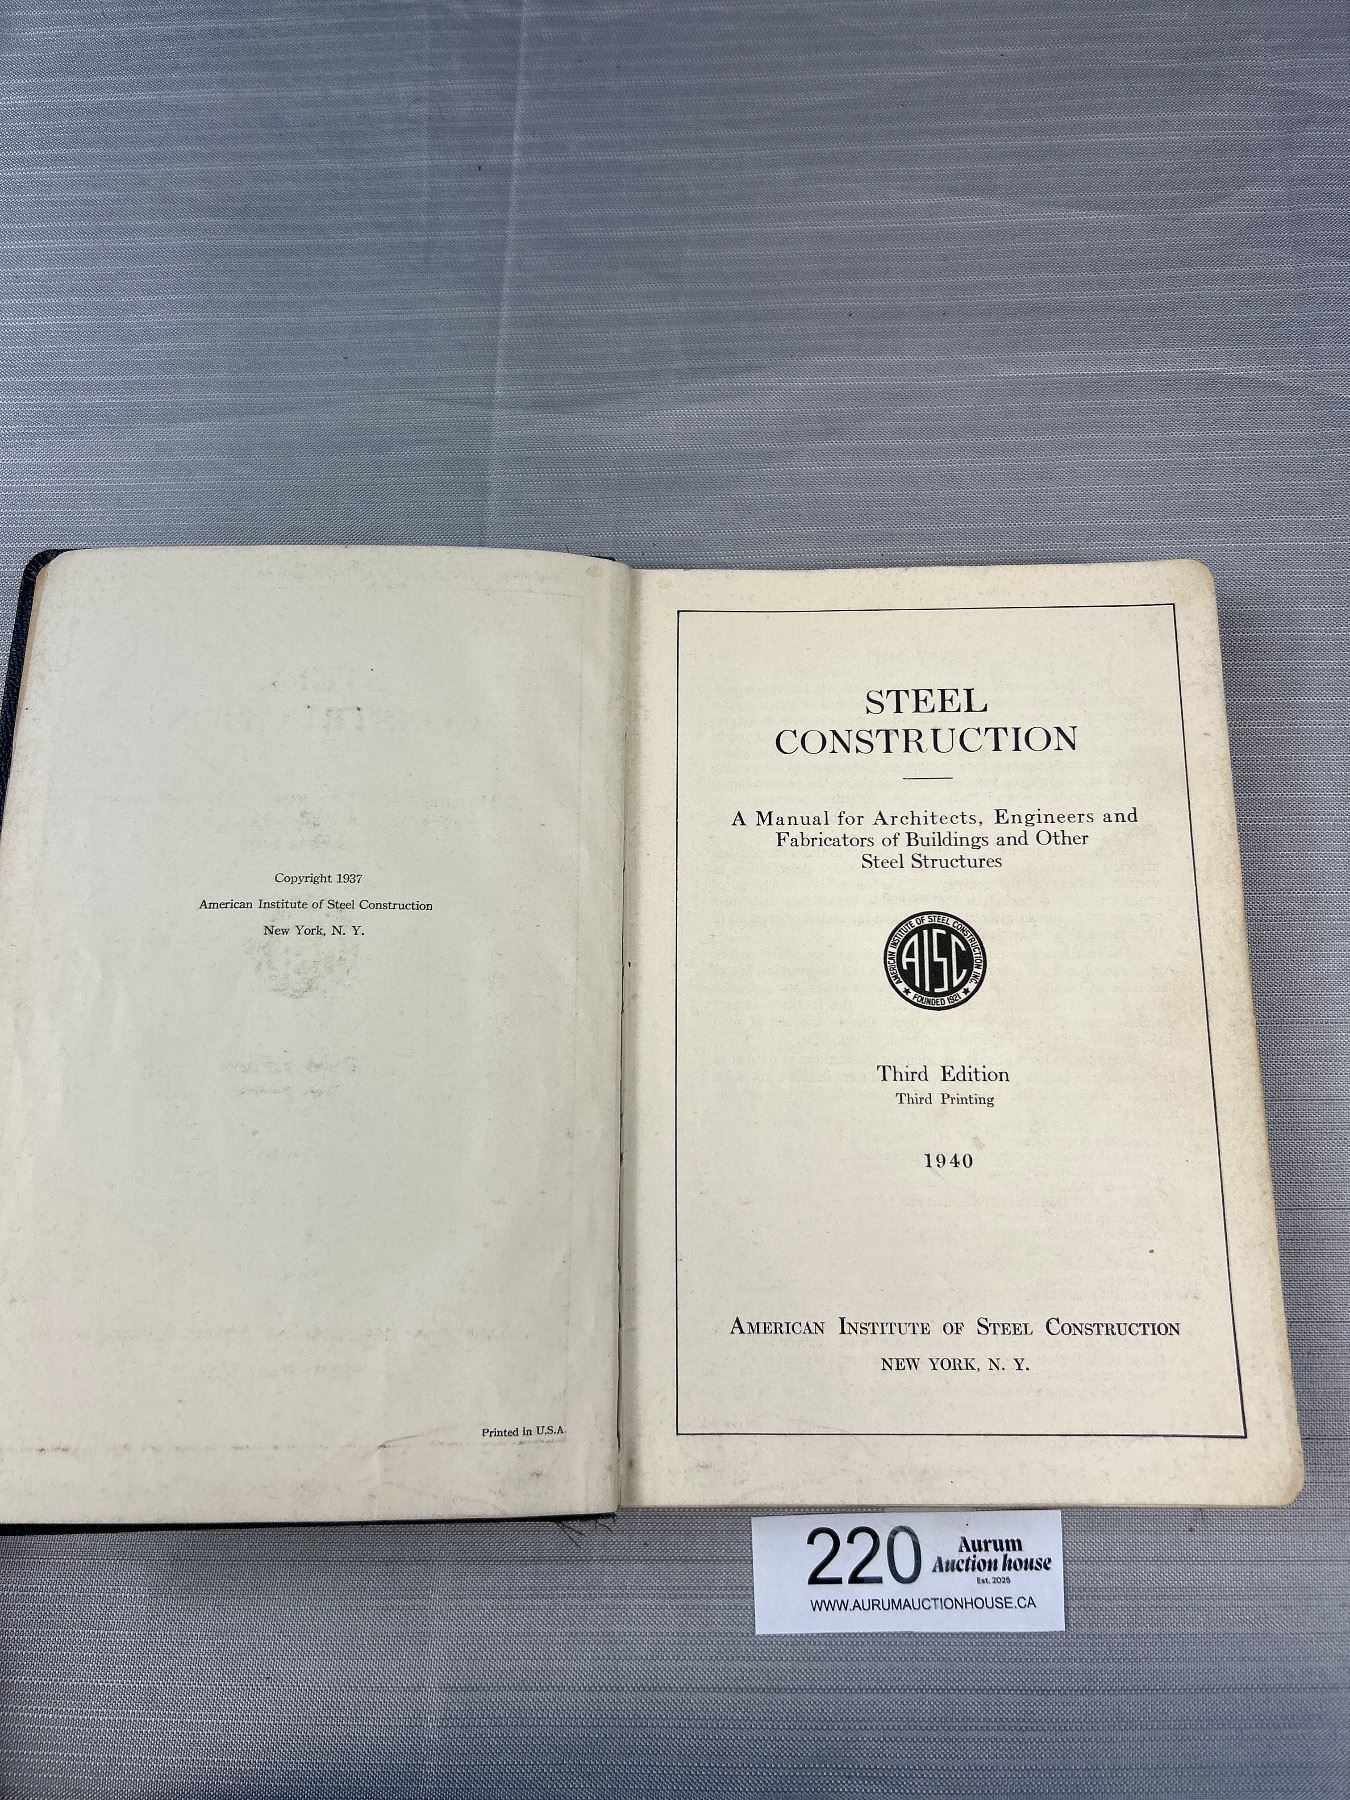 Copyright 1937
American Institute of Steel Construction
New York, N. Y.
Printed in U.S.A
STEEL
CONSTRUCTION
A Manual for Architects, Engineers and
Fabricators of Buildings and Other
Steel Structures
AMERICAN INSTITUTE OF STEEL CONSTRUCTION INC.
AISC
FOUNDED 1921
Third Edition
Third Printing
1940
AMERICAN INSTITUTE OF STEEL CONSTRUCTION
NEW YORK, N. Y.
220
Aurum
Auction house
Est. 2025
WWW.AURUMAUCTIONHOUSE.CA